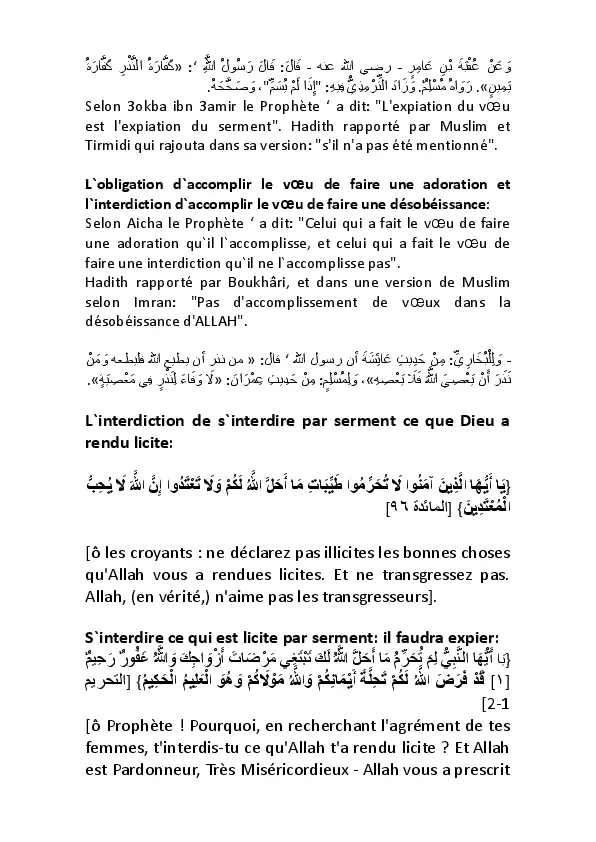 وَعَنْ عُقْبَةَ بْنِ عَامِرٍ - رضي الله عنه - قَالَ: قَالَ رَسُولُ اللَّهِ ‘: «كَفَّارَةُ النَّذْرِ كَفَّارَةُ
يَمِينٍ». رَوَاهُ مُسْلِمٌ. وَزَادَ التِّرْمِذِيُّ فِيهِ: "إِذَا لَمْ يُسَمِّ"، وَصَحَّحَهُ.
Selon 3okba ibn 3amir le Prophète ‘ a dit: "L'expiation du vœu
est l'expiation du serment". Hadith rapporté par Muslim et
Tirmidi qui rajouta dans sa version: "s'il n'a pas été mentionné".
L`obligation d`accomplir le vœu de faire une adoration et
l`interdiction d`accomplir le vœu de faire une désobéissance:
Selon Aicha le Prophète ‘ a dit: "Celui qui a fait le vœu de faire
une adoration qu`il l`accomplisse, et celui qui a fait le vœu de
faire une interdiction qu`il ne l`accomplisse pas".
Hadith rapporté par Boukhâri, et dans une version de Muslim
selon Imran: "Pas d'accomplissement de vœux dans la
désobéissance d'ALLAH".
- وَلِلْبُخَارِيِّ: مِنْ حَدِيثِ عَائِشَةَ أن رسول الله ‘ قال: « من نذر أن يطيع الله فليطعه وَمَنْ
نَذَرَ أَنْ يَعْصِيَ اللَّهَ فَلَا يَعْصِهِ»، وَلِمُسْلِمٍ: مِنْ حَدِيثِ عِمْرَانَ: «لَا وَفَاءَ لِنَذْرٍ فِي مَعْصِيَةٍ».
L`interdiction de s`interdire par serment ce que Dieu a
rendu licite:
{يَا أَيُّهَا الَّذِينَ آمَنُوا لَا تُحَرِّمُوا طَيِّبَاتِ مَا أَحَلَّ اللَّهُ لَكُمْ وَلَا تَعْتَدُوا إِنَّ اللَّهَ لَا يُحِبُّ
الْمُعْتَدِينَ} [المائدة ٩٦]
[ô les croyants : ne déclarez pas illicites les bonnes choses
qu'Allah vous a rendues licites. Et ne transgressez pas.
Allah, (en vérité,) n'aime pas les transgresseurs].
S`interdire ce qui est licite par serment: il faudra expier:
{يَا أَيُّهَا النَّبِيُّ لِمَ تُحَرِّمُ مَا أَحَلَّ اللَّهُ لَكَ تَبْتَغِي مَرْضَاتَ أَزْوَاجِكَ وَاللَّهُ غَفُورٌ رَحِيمٌ
[١] قَدْ فَرَضَ اللَّهُ لَكُمْ تَحِلَّةَ أَيْمَانِكُمْ وَاللَّهُ مَوْلَاكُمْ وَهُوَ الْعَلِيمُ الْحَكِيمُ} [التحريم
1-2]
[ô Prophète ! Pourquoi, en recherchant l'agrément de tes
femmes, t'interdis-tu ce qu'Allah t'a rendu licite ? Et Allah
est Pardonneur, Très Miséricordieux - Allah vous a prescrit